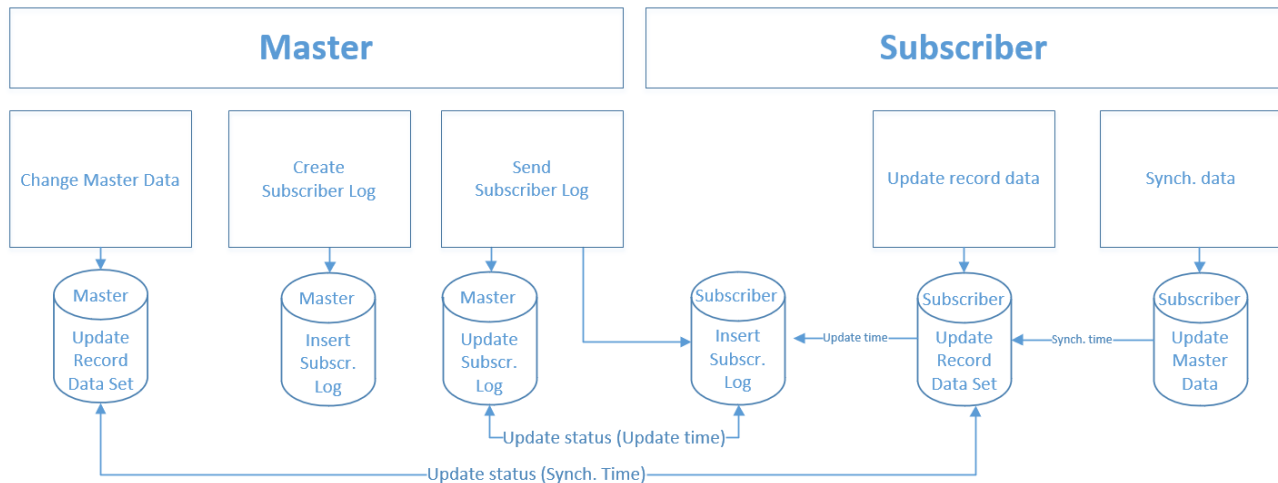 Master
Subscriber
Change Master Data
Create
Subscriber Log
Send
Subscriber Log
Update record data
Synch. data
Master
Update
Record
Data Set
Master
Insert
Subscr.
Log
Master
Update
Subscr.
Log
Subscriber
Insert
Subscr.
Log
Update time
Subscriber
Update
Record
Data Set
Synch. time
Subscriber
Update
Master
Data
Update status (Update time)
Update status (Synch. Time)